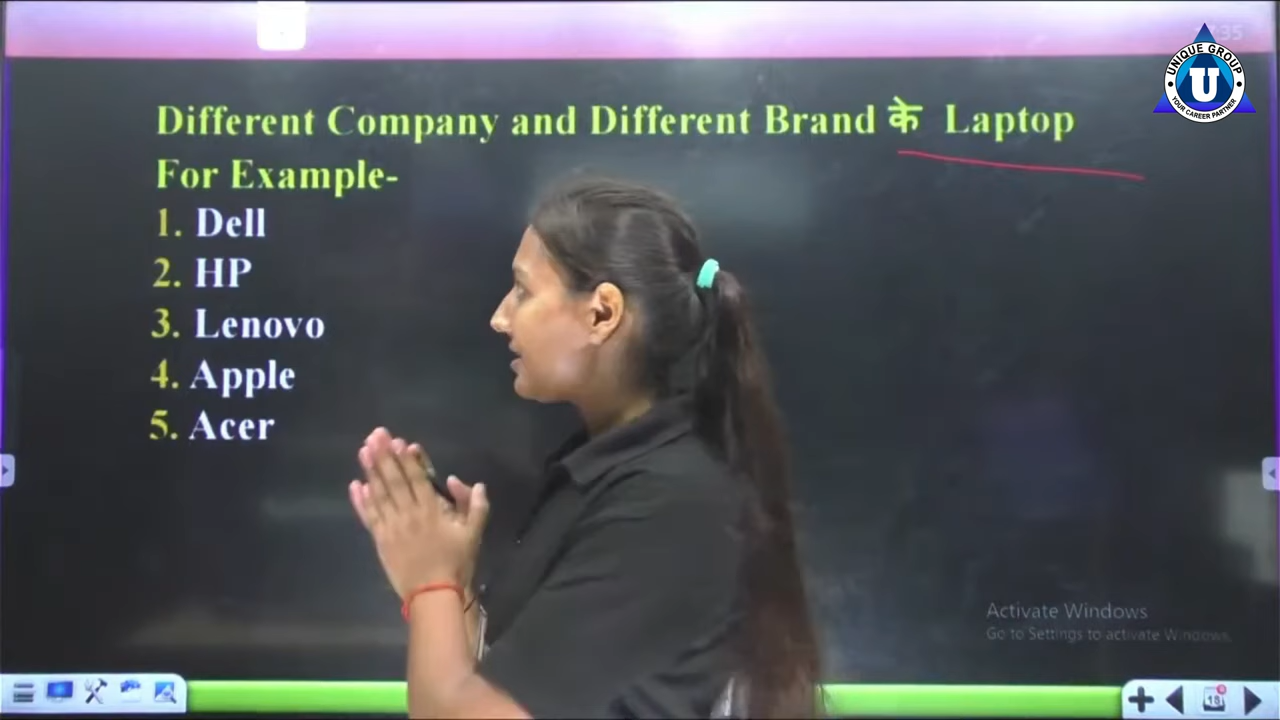 UNIQUE GROUP
U
YOUR CAREER PARTNER
Different Company and Different Brand के Laptop
For Example-
1. Dell
2. HP
3. Lenovo
4. Apple
5. Acer
Activate Windows
Go to Settings to activate Windows.